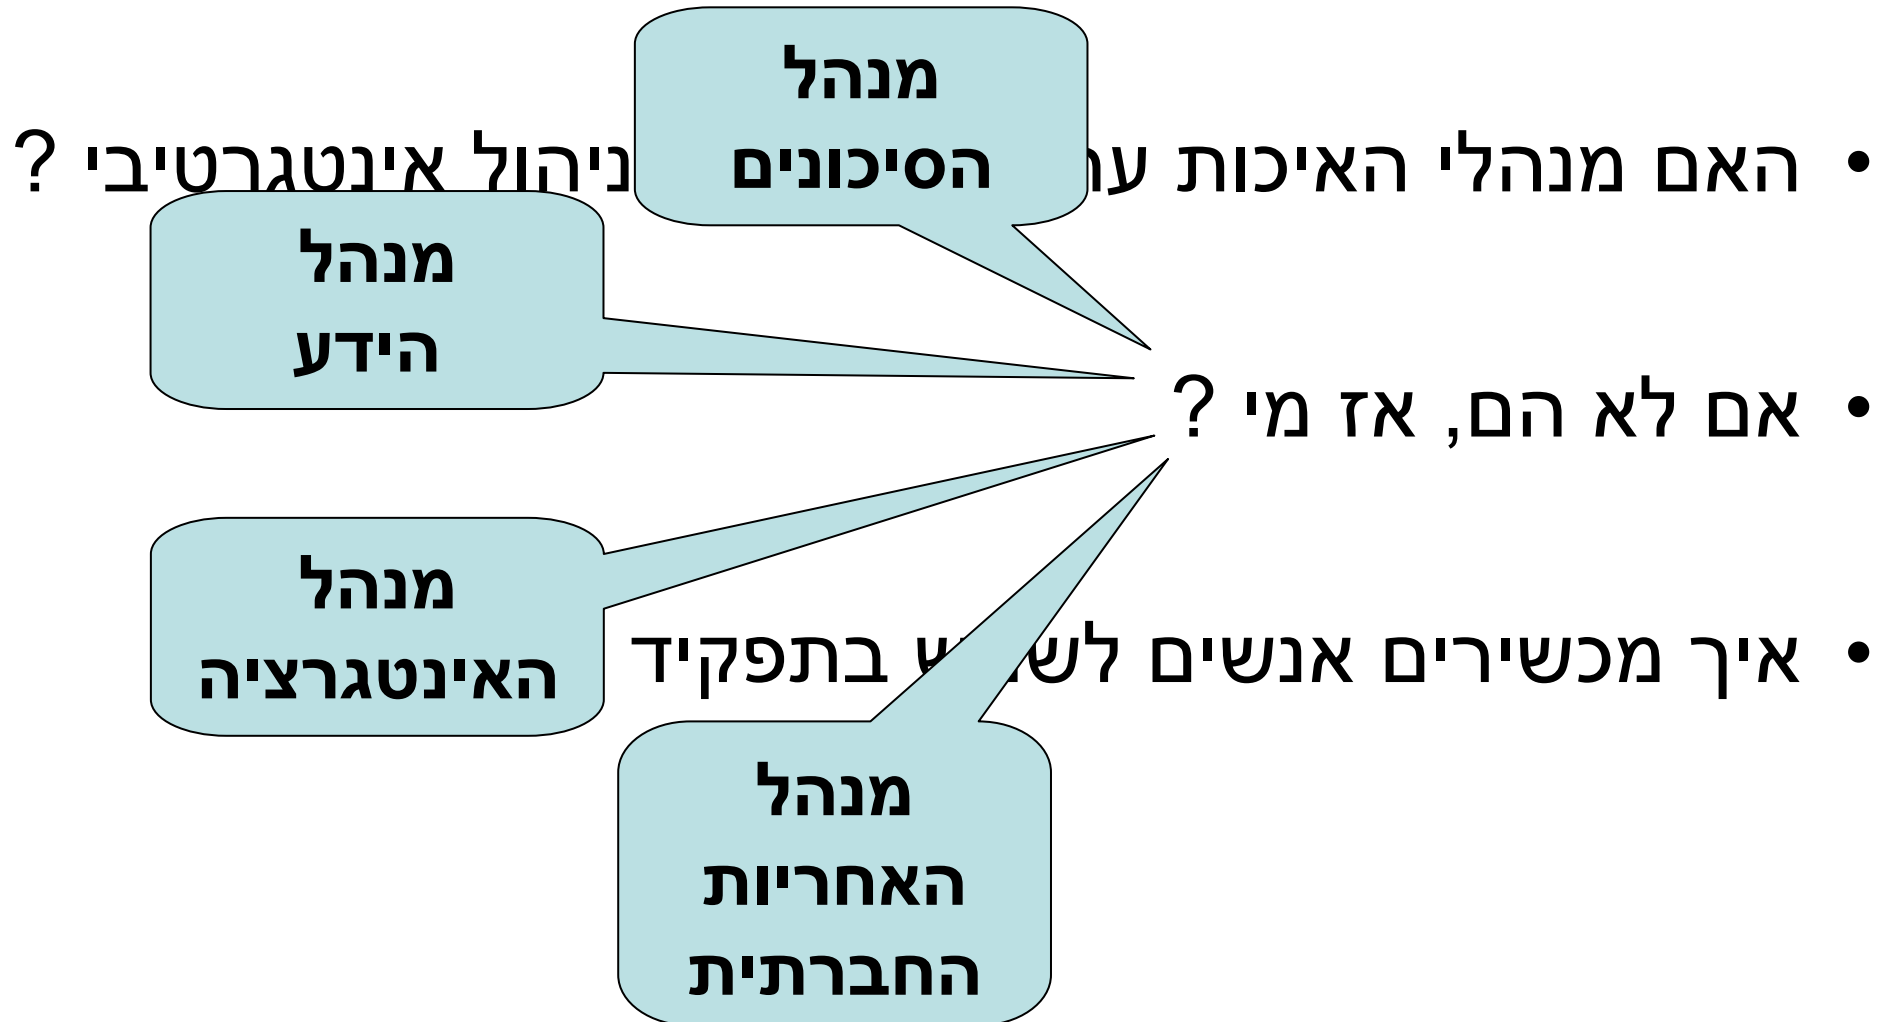 מנהל
הסיכונים
• האם מנהלי האיכות ניהול אינטגרטיבי ?
מנהל
הידע
• אם לא הם, אז מי ?
מנהל
האינטגרציה
• איך מכשירים אנשים בתפקיד
מנהל
האחריות
החברתית